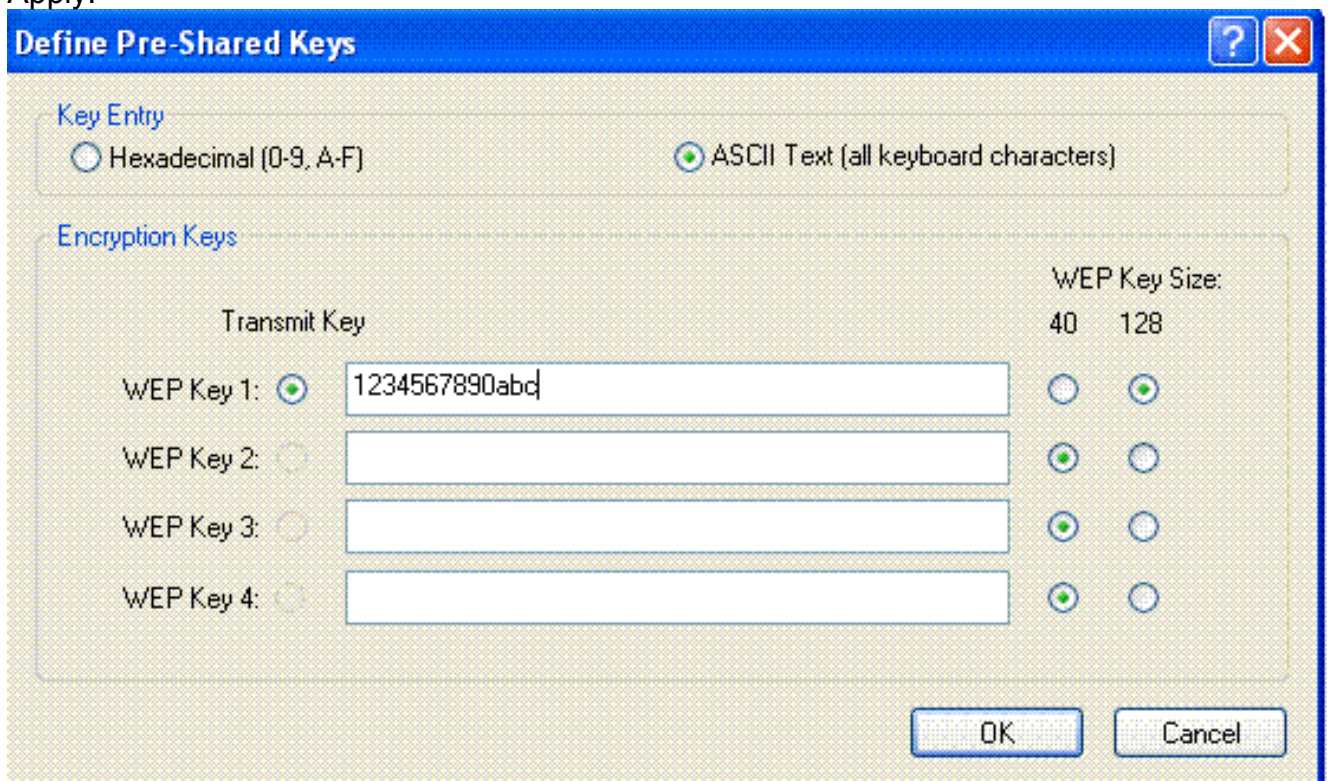 Apply.
Define Pre-Shared Keys
Key Entry
Hexadecimal (0-9, A-F) ASCII Text (all keyboard characters)
Encryption Keys
WEP Key Size:
Transmit Key 40 128
WEP Key 1: 1234567890abc
WEP Key 2:
WEP Key 3:
WEP Key 4:
OK Cancel